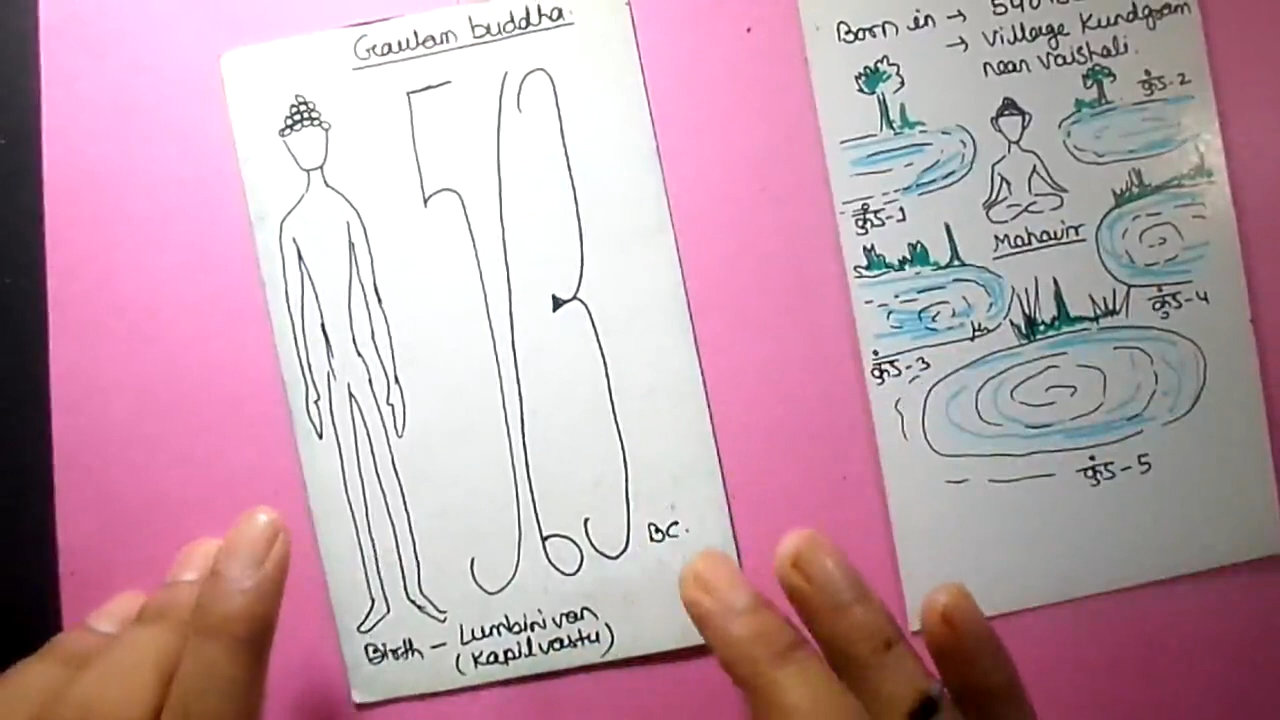 Gautam buddha.
563
BC.
Birth - Lumbini van
(Kapilvastu)
Born in →
→ Village Kundgram
near Vaishali.
कुंड-2
कुंड-1
Mahavir
कुंड-4
कुंड-3
कुंड-5